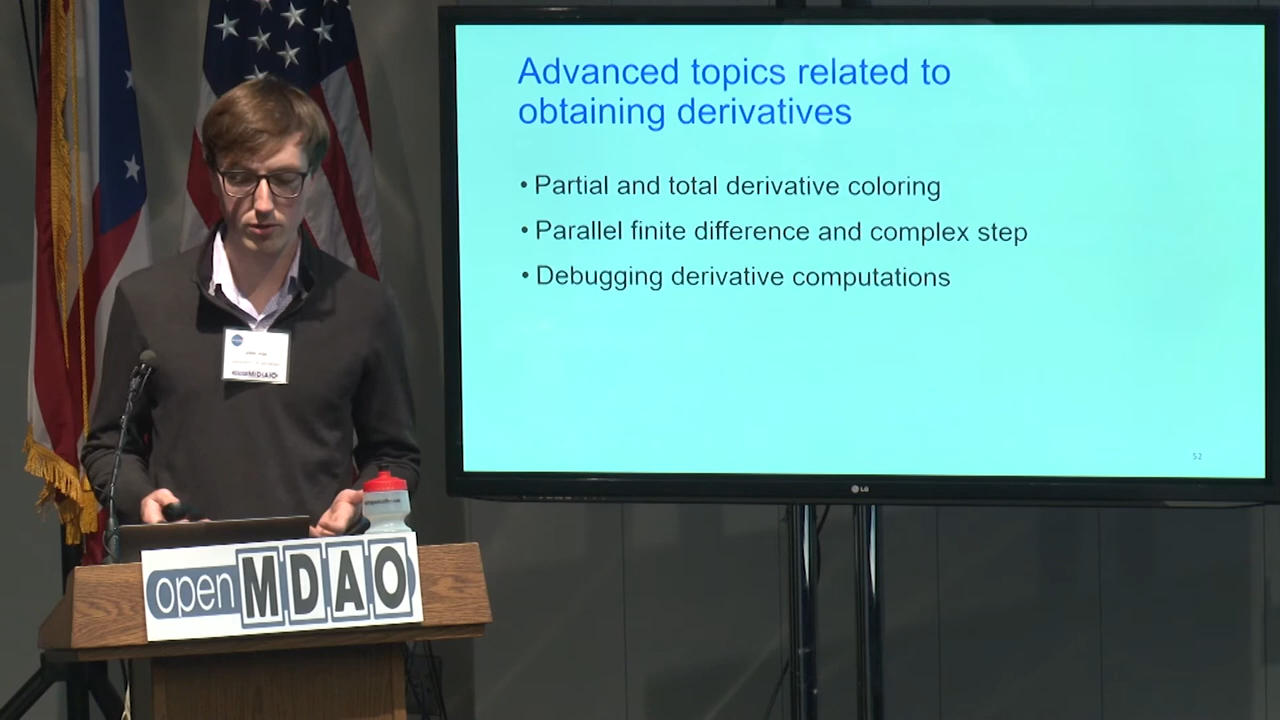 Advanced topics related to
obtaining derivatives
• Partial and total derivative coloring
• Parallel finite difference and complex step
• Debugging derivative computations
52
LG
openMDAO